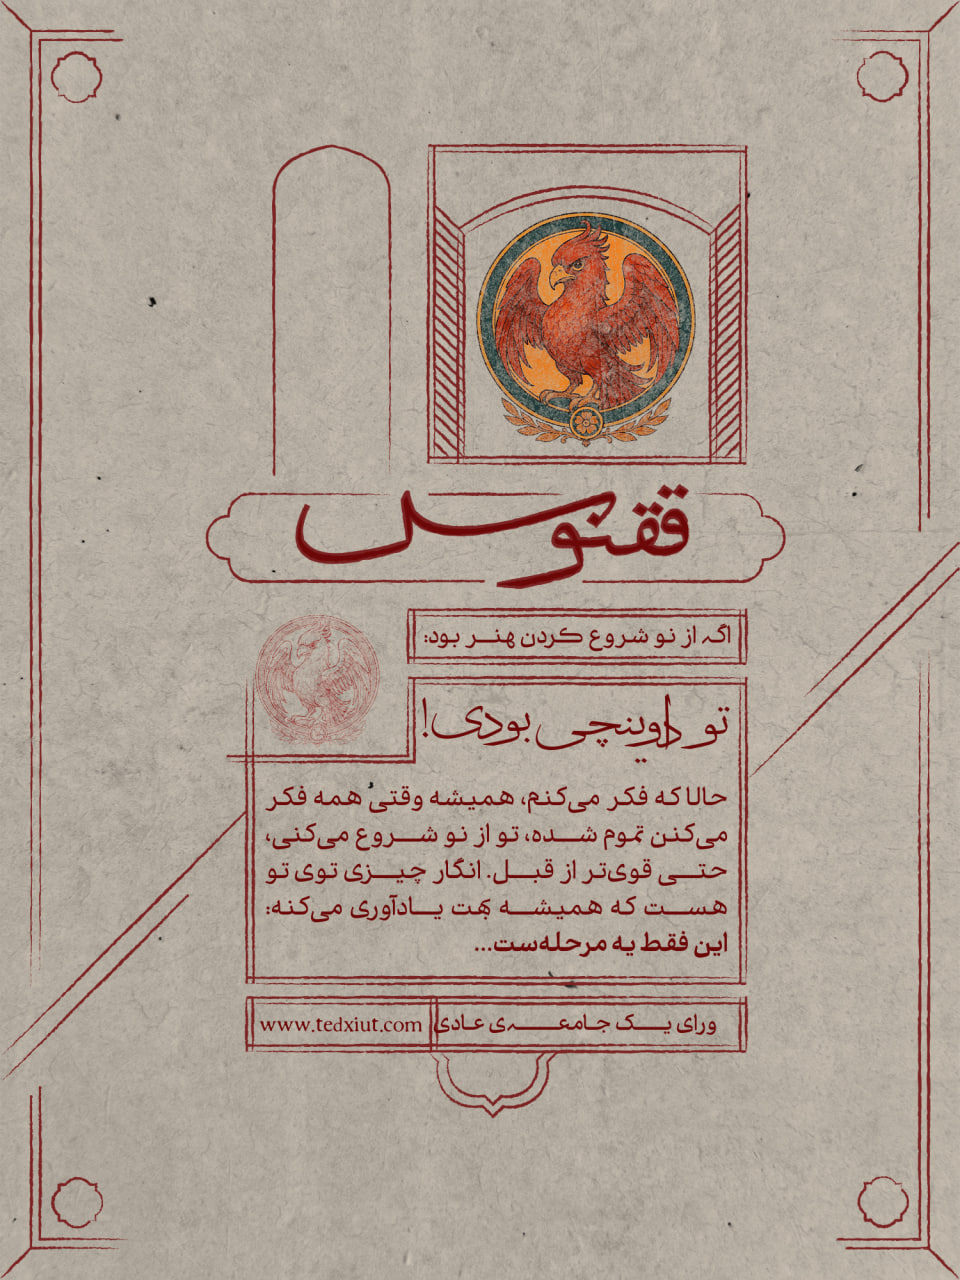 ققنوس
اگه از نو شروع کردن هنر بود:
تو داوینچی بودی!
حالا که فکر می‌کنم، همیشه وقتی همه فکر
می‌کنن تموم شده، تو از نو شروع می‌کنی،
حتی قوی‌تر از قبل. انگار چیزی توی تو
هست که همیشه بهت یادآوری می‌کنه:
این فقط یه مرحله‌ست...
ورای یک جامعه‌ی عادی www.tedxiut.com